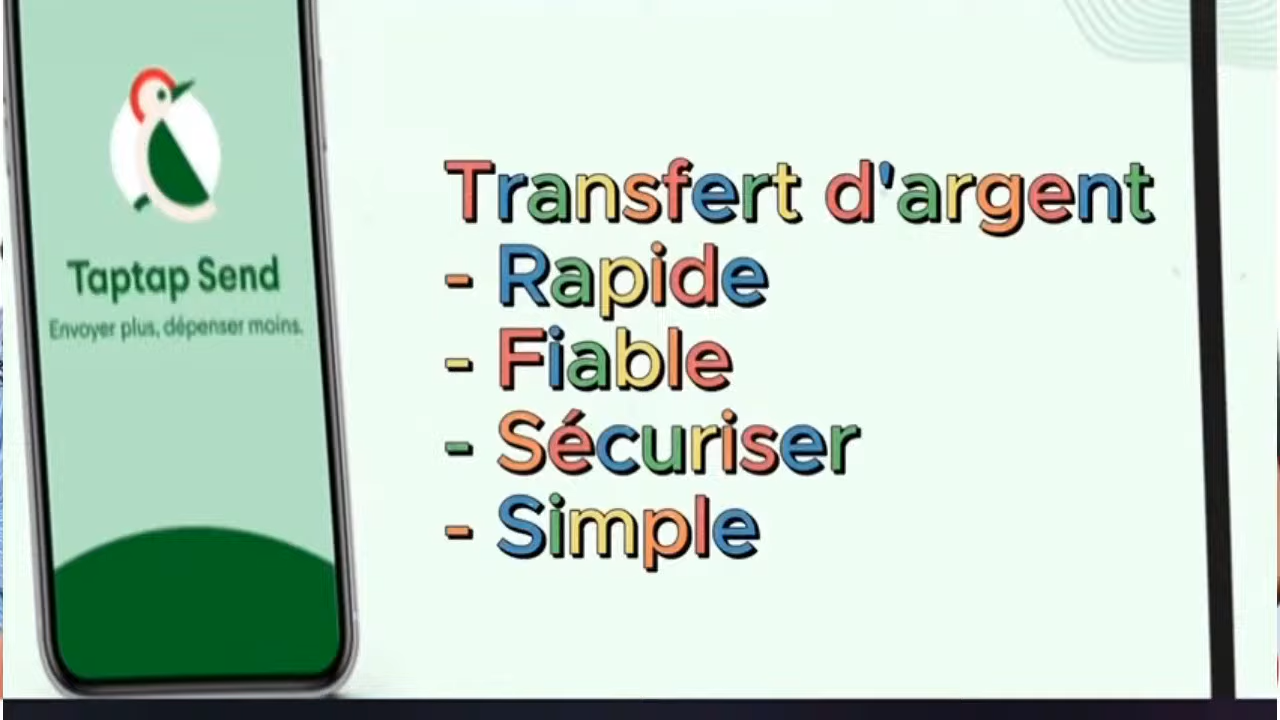 Taptap Send
Envoyer plus, dépenser moins.
Transfert d'argent
- Rapide
- Fiable
- Sécuriser
- Simple